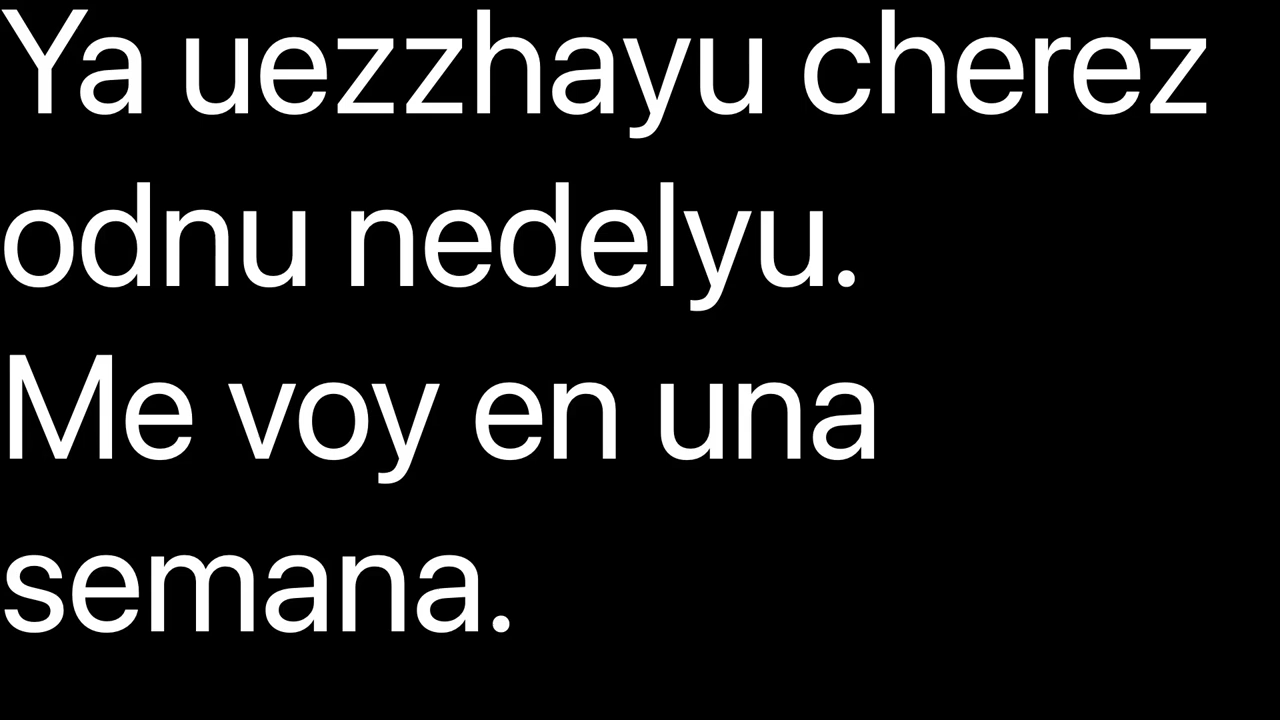 Ya uezzhayu cherez
odnu nedelyu.
Me voy en una
semana.